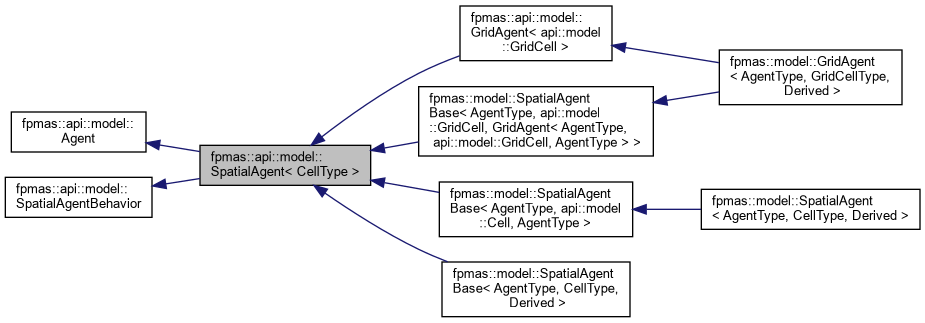 fpmas::api::model::
Agent
fpmas::api::model::
SpatialAgentBehavior
fpmas::api::model::
SpatialAgent< CellType >
fpmas::api::model::
GridAgent< api::model
::GridCell >
fpmas::model::SpatialAgent
Base< AgentType, api::model
::GridCell, GridAgent< AgentType,
api::model::GridCell, AgentType > >
fpmas::model::SpatialAgent
Base< AgentType, api::model
::Cell, AgentType >
fpmas::model::SpatialAgent
Base< AgentType, CellType,
Derived >
fpmas::model::GridAgent
< AgentType, GridCellType,
Derived >
fpmas::model::SpatialAgent
< AgentType, CellType, Derived >